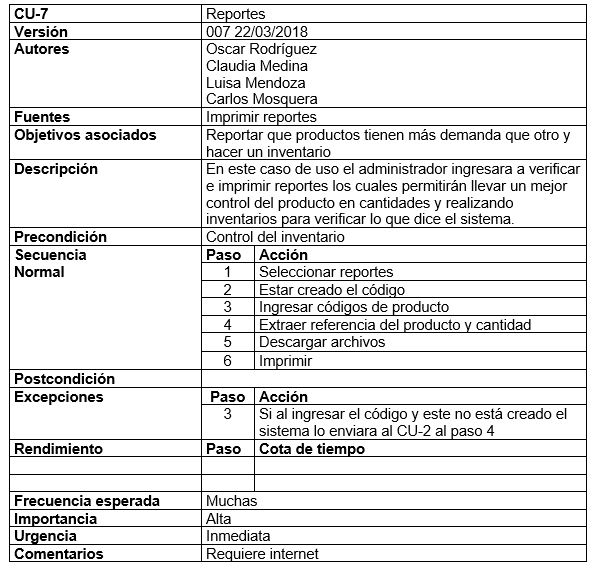 CU-7 Reportes
Versión 007 22/03/2018
Autores Oscar Rodríguez
Claudia Medina
Luisa Mendoza
Carlos Mosquera
Fuentes Imprimir reportes
Objetivos asociados Reportar que productos tienen más demanda que otro y
hacer un inventario
Descripción En este caso de uso el administrador ingresara a verificar
e imprimir reportes los cuales permitirán llevar un mejor
control del producto en cantidades y realizando
inventarios para verificar lo que dice el sistema.
Precondición Control del inventario
Secuencia Paso Acción
Normal 1 Seleccionar reportes
2 Estar creado el código
3 Ingresar códigos de producto
4 Extraer referencia del producto y cantidad
5 Descargar archivos
6 Imprimir
Postcondición
Excepciones Paso Acción
3 Si al ingresar el código y este no está creado el
sistema lo enviara al CU-2 al paso 4
Rendimiento Paso Cota de tiempo
Frecuencia esperada Muchas
Importancia Alta
Urgencia Inmediata
Comentarios Requiere internet